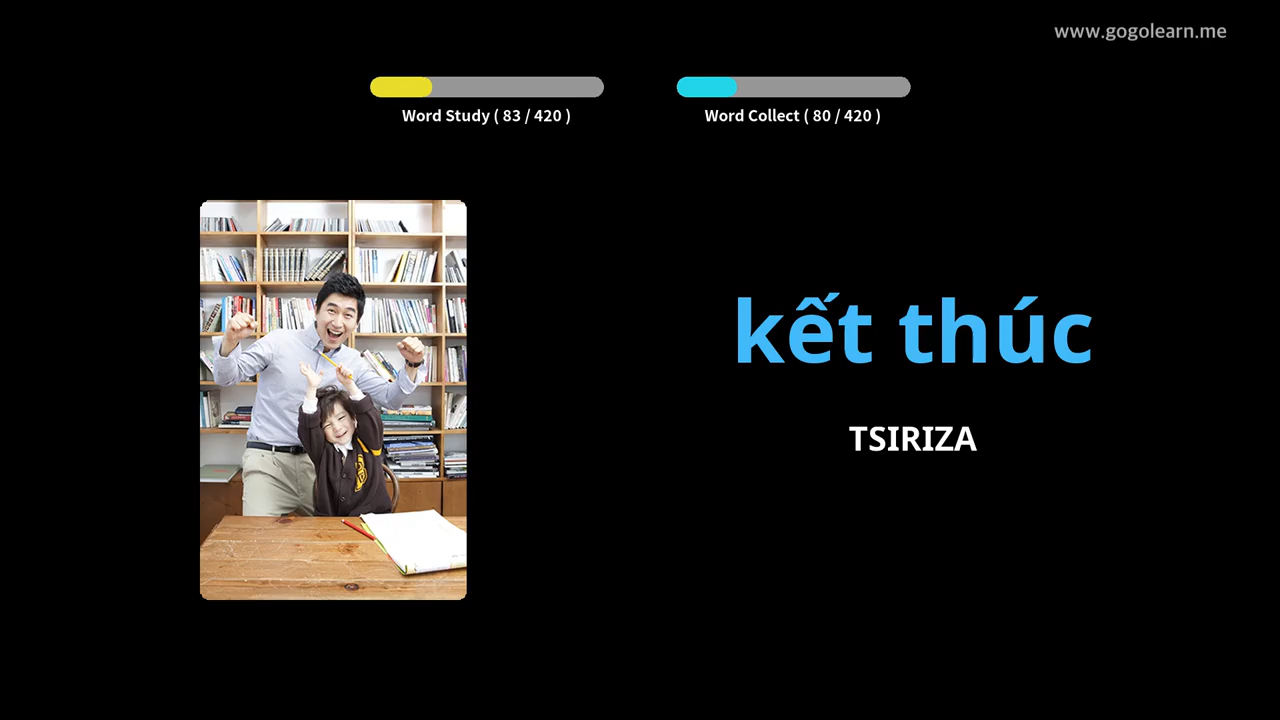 www.gogolearn.me
Word Study ( 83 / 420 )
Word Collect ( 80 / 420 )
kết thúc
TSIRIZA